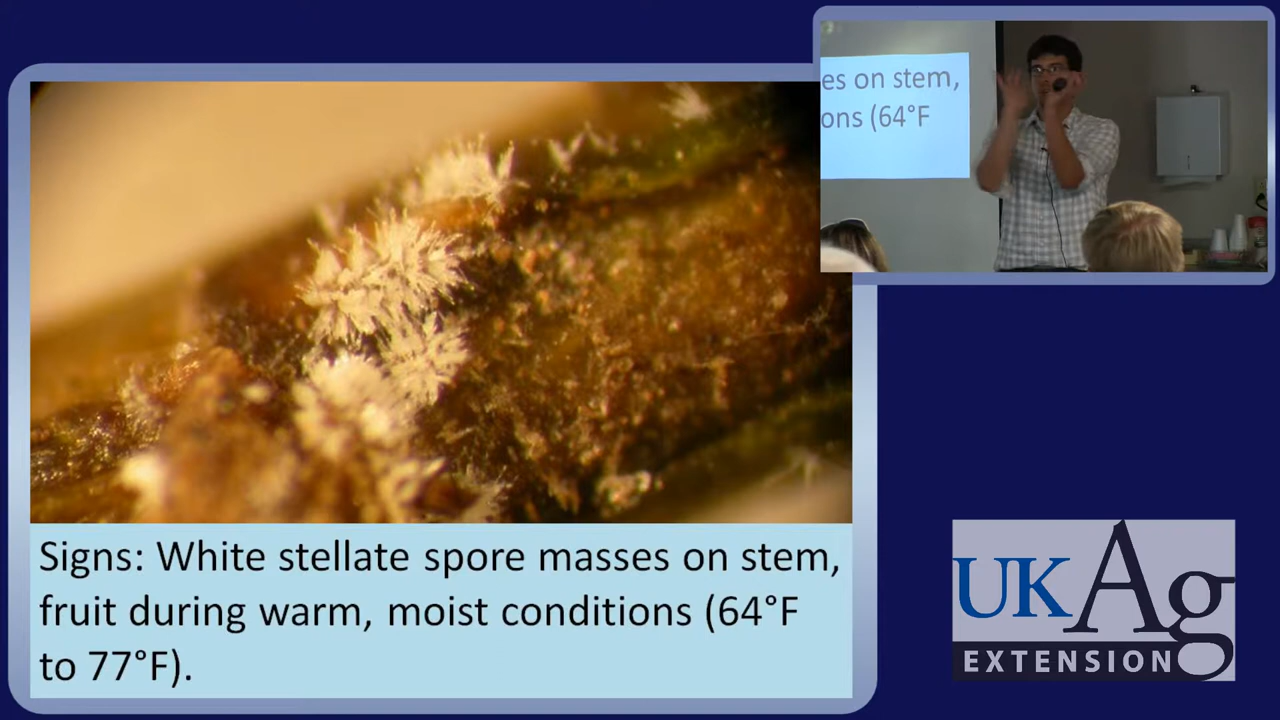 es on stem,
ons (64°F
Signs: White stellate spore masses on stem,
fruit during warm, moist conditions (64°F
to 77°F).
UKAg
EXTENSION